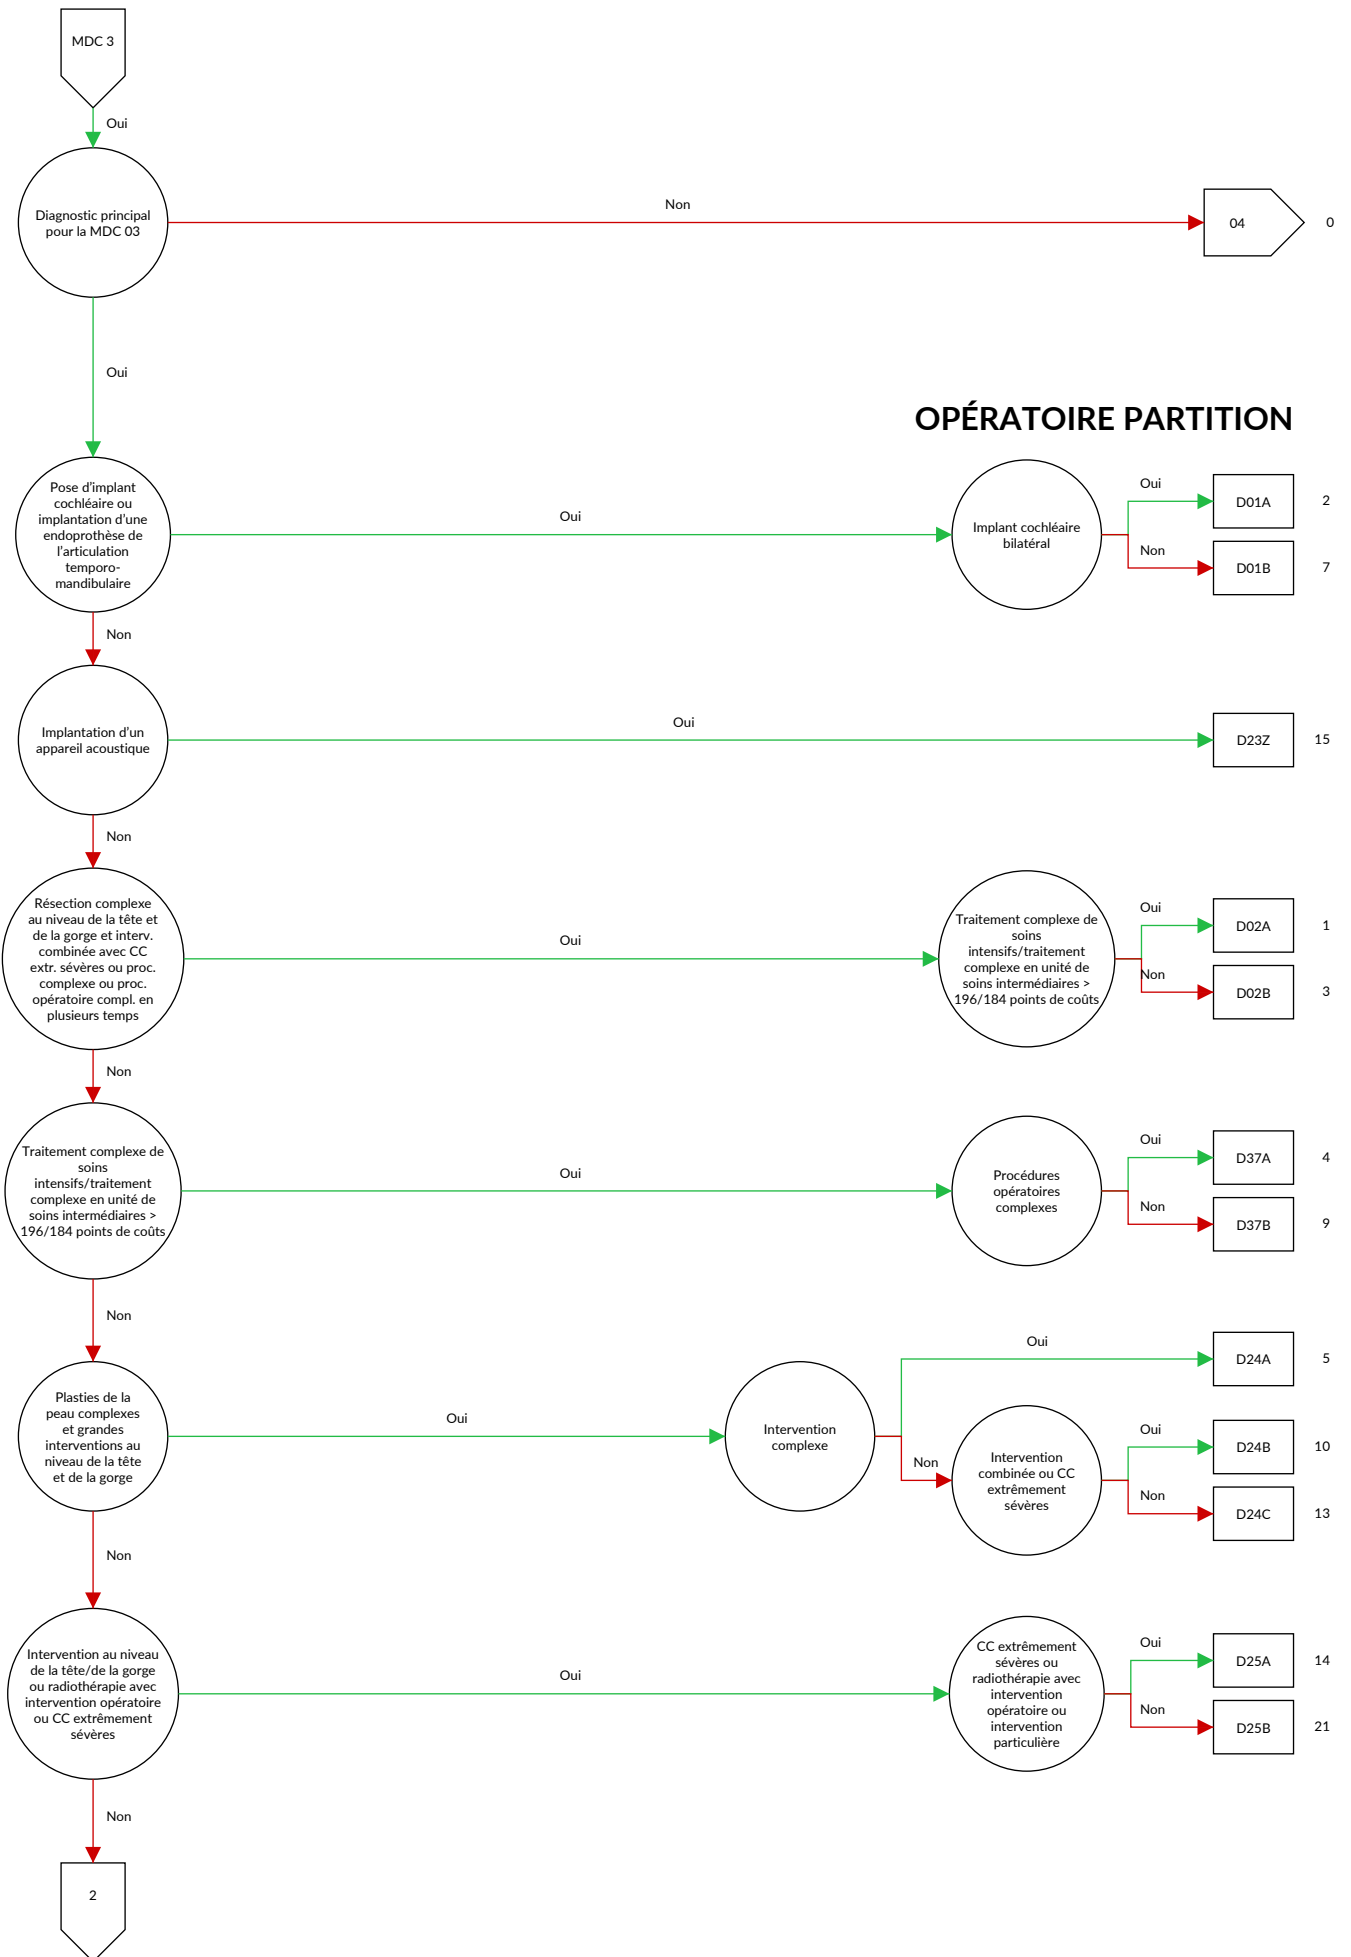 MDC 3
Oui
Diagnostic principal
pour la MDC 03
Non
04
0
Oui
OPÉRATOIRE PARTITION
Pose d'implant
cochléaire ou
implantation d'une
endoprothèse de
l'articulation
temporo-
mandibulaire
Oui
Implant cochléaire
bilatéral
Oui
D01A
2
Non
D01B
7
Non
Implantation d'un
appareil acoustique
Oui
D23Z
15
Non
Résection complexe
au niveau de la tête et
de la gorge et interv.
combinée avec CC
extr. sévères ou proc.
complexe ou proc.
opératoire compl. en
plusieurs temps
Oui
Traitement complexe de
soins
intensifs/traitement
complexe en unité de
soins intermédiaires >
196/184 points de coûts
Oui
D02A
1
Non
D02B
3
Non
Traitement complexe de
soins
intensifs/traitement
complexe en unité de
soins intermédiaires >
196/184 points de coûts
Oui
Procédures
opératoires
complexes
Oui
D37A
4
Non
D37B
9
Non
Plasties de la
peau complexes
et grandes
interventions au
niveau de la tête
et de la gorge
Oui
Intervention
complexe
Oui
D24A
5
Non
Intervention
combinée ou CC
extrêmement
sévères
Oui
D24B
10
Non
D24C
13
Non
Intervention au niveau
de la tête/de la gorge
ou radiothérapie avec
intervention opératoire
ou CC extrêmement
sévères
Oui
CC extrêmement
sévères ou
radiothérapie avec
intervention
opératoire ou
intervention
particulière
Oui
D25A
14
Non
D25B
21
Non
2